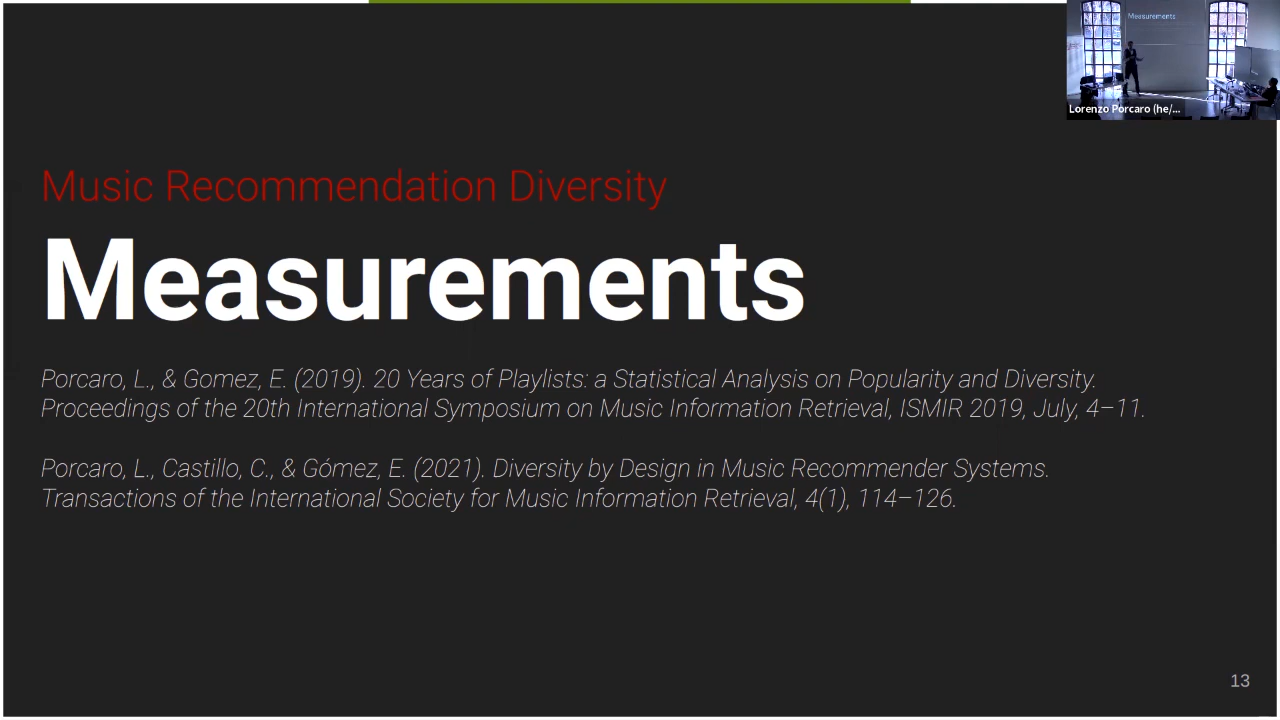 Measurements
Lorenzo Porcaro (he/...
Music Recommendation Diversity
Measurements
Porcaro, L., & Gomez, E. (2019). 20 Years of Playlists: a Statistical Analysis on Popularity and Diversity.
Proceedings of the 20th International Symposium on Music Information Retrieval, ISMIR 2019, July, 4–11.
Porcaro, L., Castillo, C., & Gómez, E. (2021). Diversity by Design in Music Recommender Systems.
Transactions of the International Society for Music Information Retrieval, 4(1), 114–126.
13